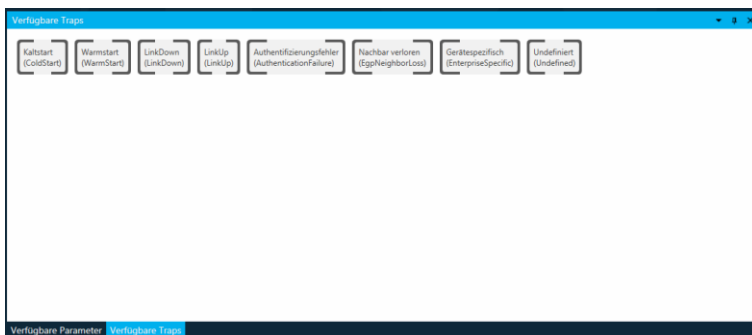 Verfügbare Traps
Kaltstart
(ColdStart)
Warmstart
(WarmStart)
LinkDown
(LinkDown)
LinkUp
(LinkUp)
Authentifizierungsfehler
(AuthenticationFailure)
Nachbar verloren
(EgpNeighborLoss)
Gerätespezifisch
(EnterpriseSpecific)
Undefiniert
(Undefined)
Verfügbare Parameter Verfügbare Traps